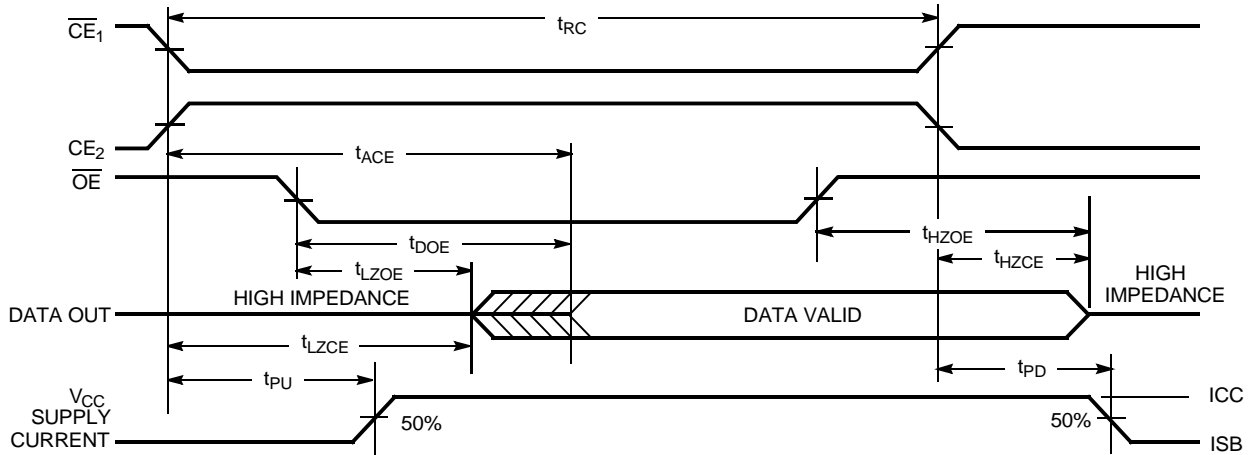 CE1
tRC
CE2
tACE
OE
tDOE
tHZOE
tLZOE
tHZCE
HIGH IMPEDANCE
HIGH
IMPEDANCE
DATA OUT
DATA VALID
tLZCE
tPU
tPD
VCC
SUPPLY
CURRENT
50%
50%
ICC
ISB